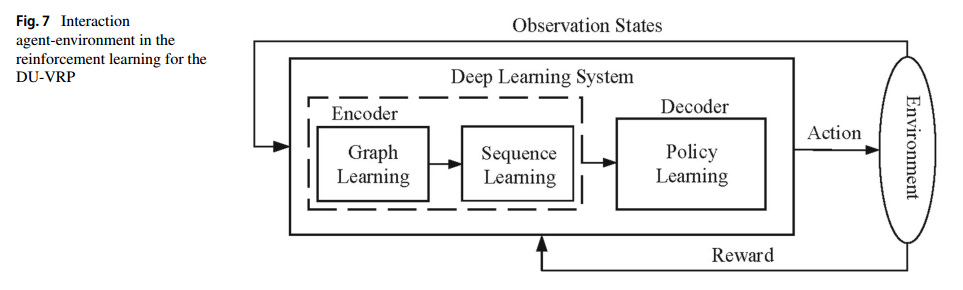 Fig. 7 Interaction
agent-environment in the
reinforcement learning for the
DU-VRP
Observation States
Deep Learning System
Encoder
Decoder
Graph
Learning
Sequence
Learning
Policy
Learning
Action
Environment
Reward